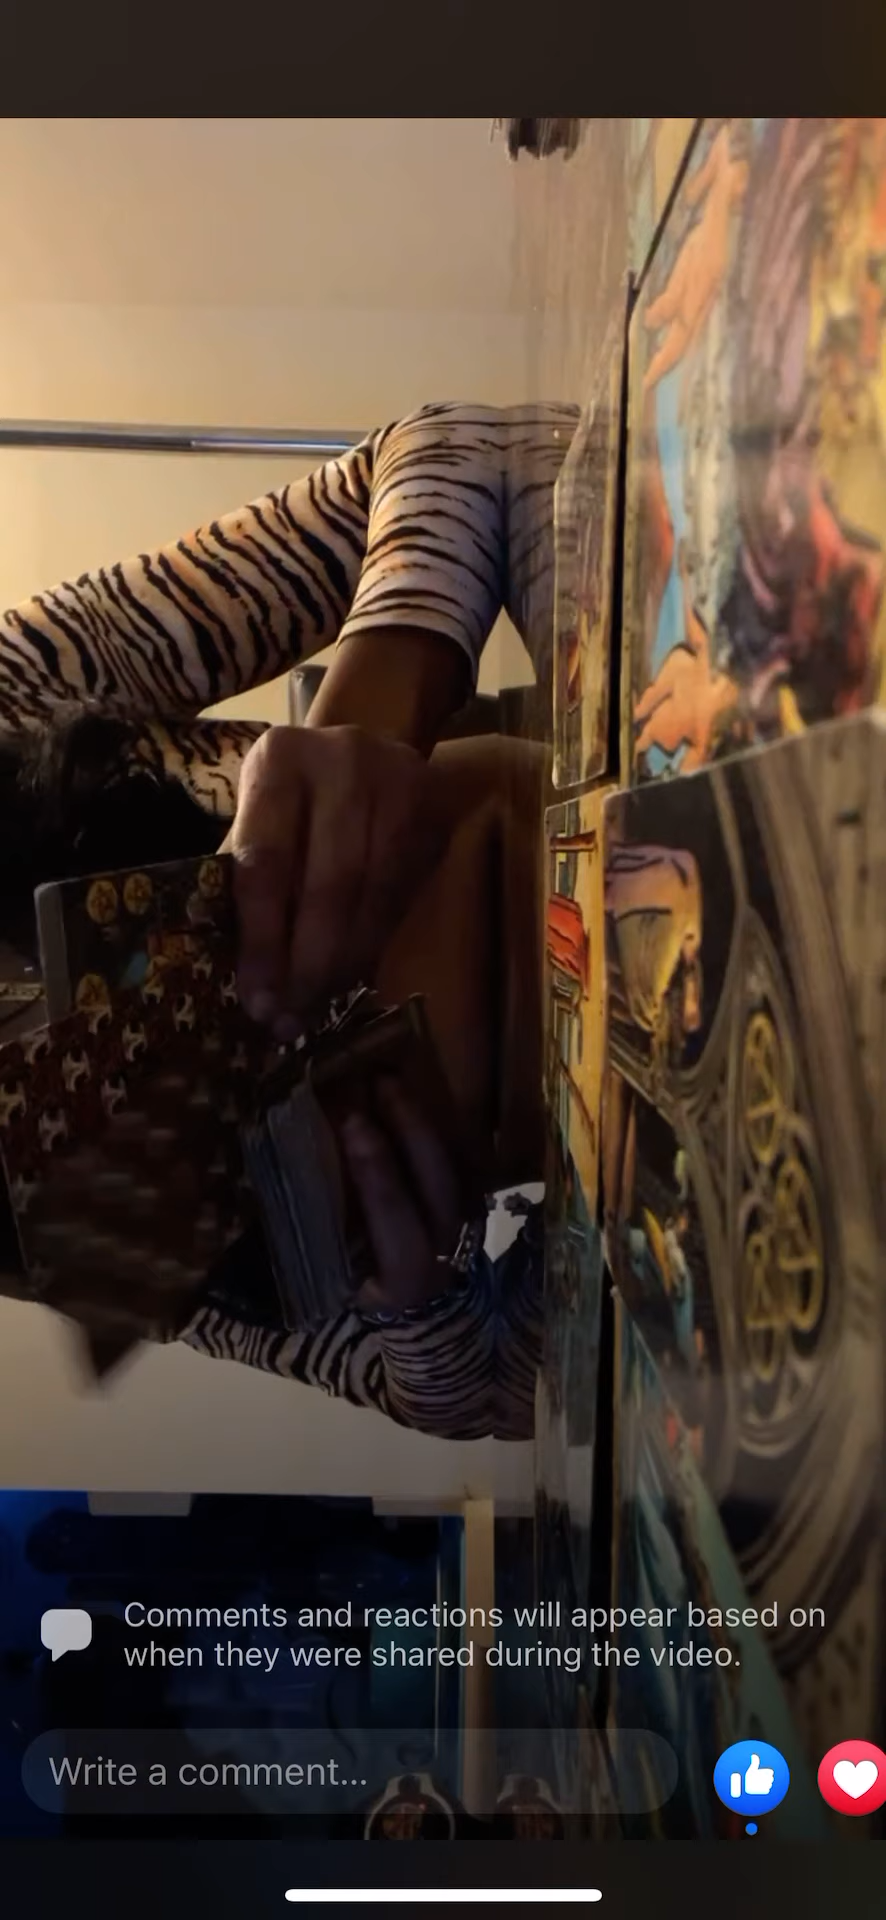 Comments and reactions will appear based on
when they were shared during the video.
Write a comment...